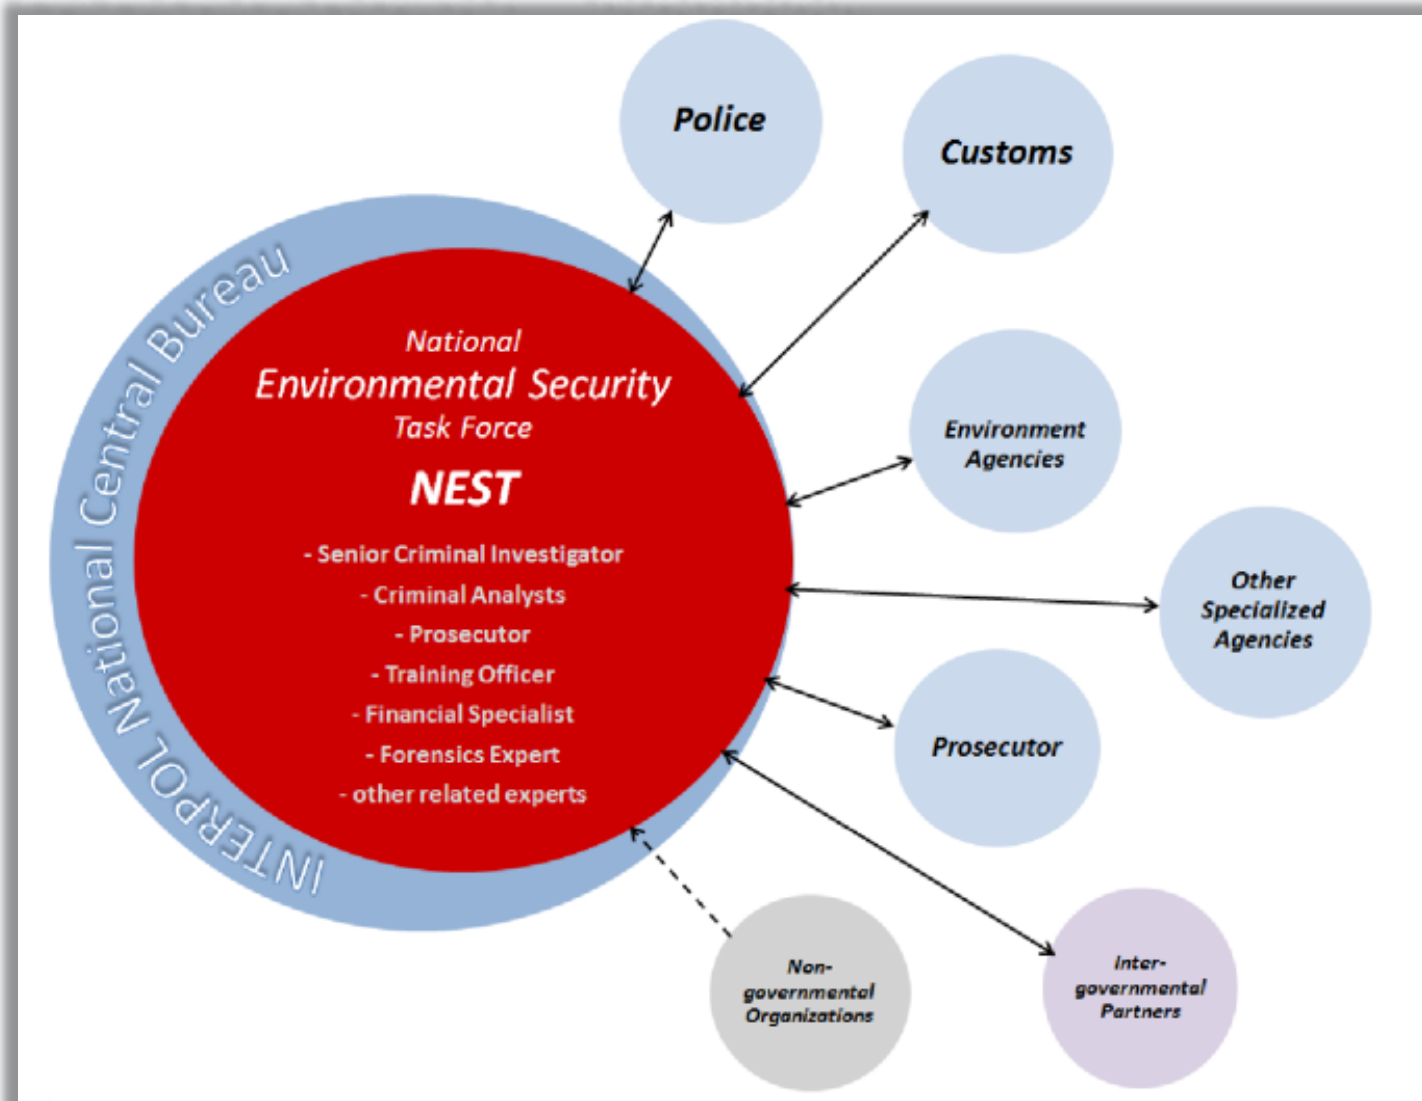 Police
Customs
INTERPOL National Central Bureau
National
Environmental Security
Task Force
NEST
- Senior Criminal Investigator
- Criminal Analysts
- Prosecutor
- Training Officer
- Financial Specialist
- Forensics Expert
- other related experts
Environment
Agencies
Other
Specialized
Agencies
Prosecutor
Non-
governmental
Organizations
Inter-
governmental
Partners